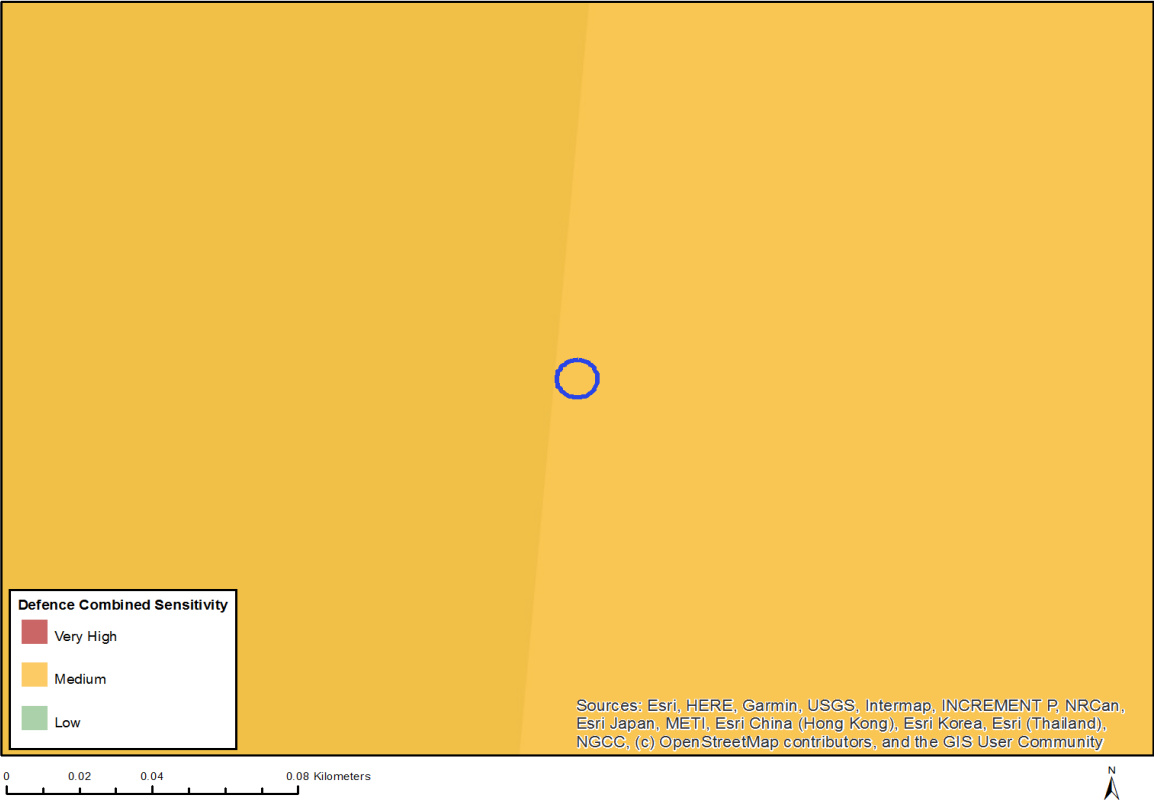 Defence Combined Sensitivity
Very High
Medium
Low
Sources: Esri, HERE, Garmin, USGS, Intermap, INCREMENT P, NRCan,
Esri Japan, METI, Esri China (Hong Kong), Esri Korea, Esri (Thailand),
NGCC, (c) OpenStreetMap contributors, and the GIS User Community
0 0.02 0.04 0.08 Kilometers
N